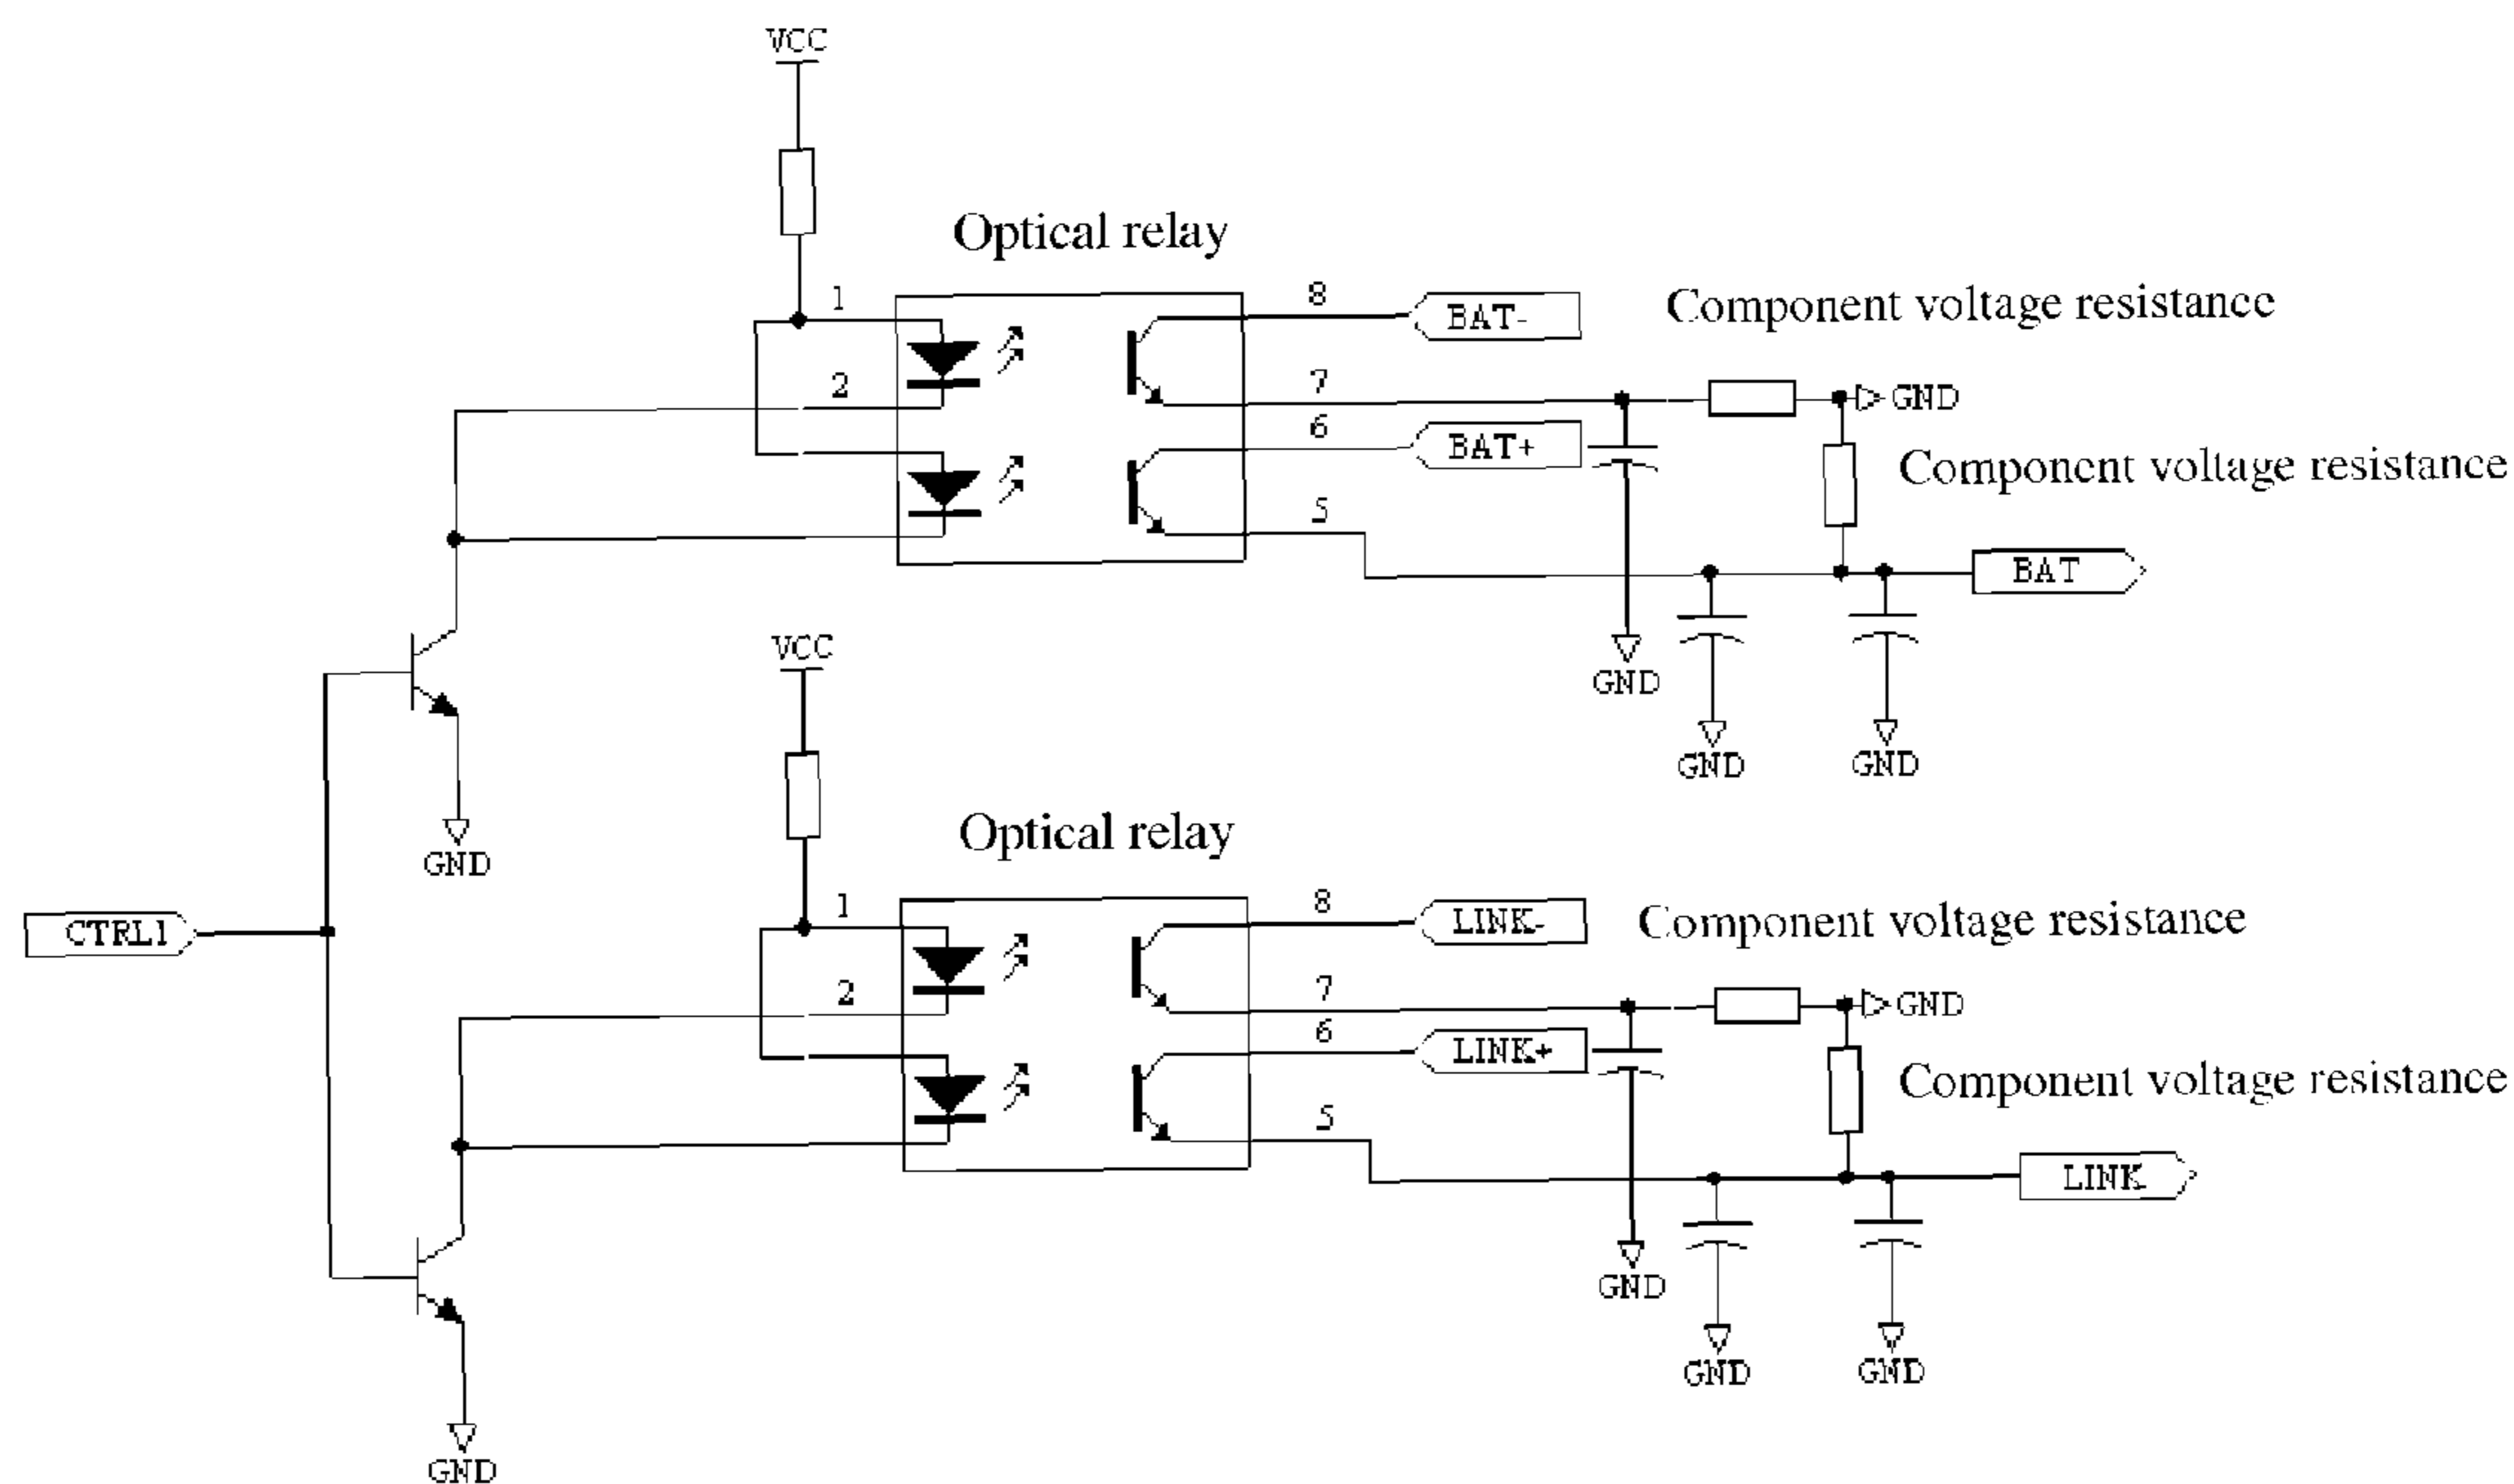 VCC
Optical relay
1
8
BAT-
Component voltage resistance
2
7
GND
6
BAT+
Component voltage resistance
5
BAT
VCC
GND
GND
GND
GND
Optical relay
1
8
LINK-
Component voltage resistance
CTRL1
2
7
GND
6
LINK+
Component voltage resistance
5
LINK
GND
GND
GND
GND